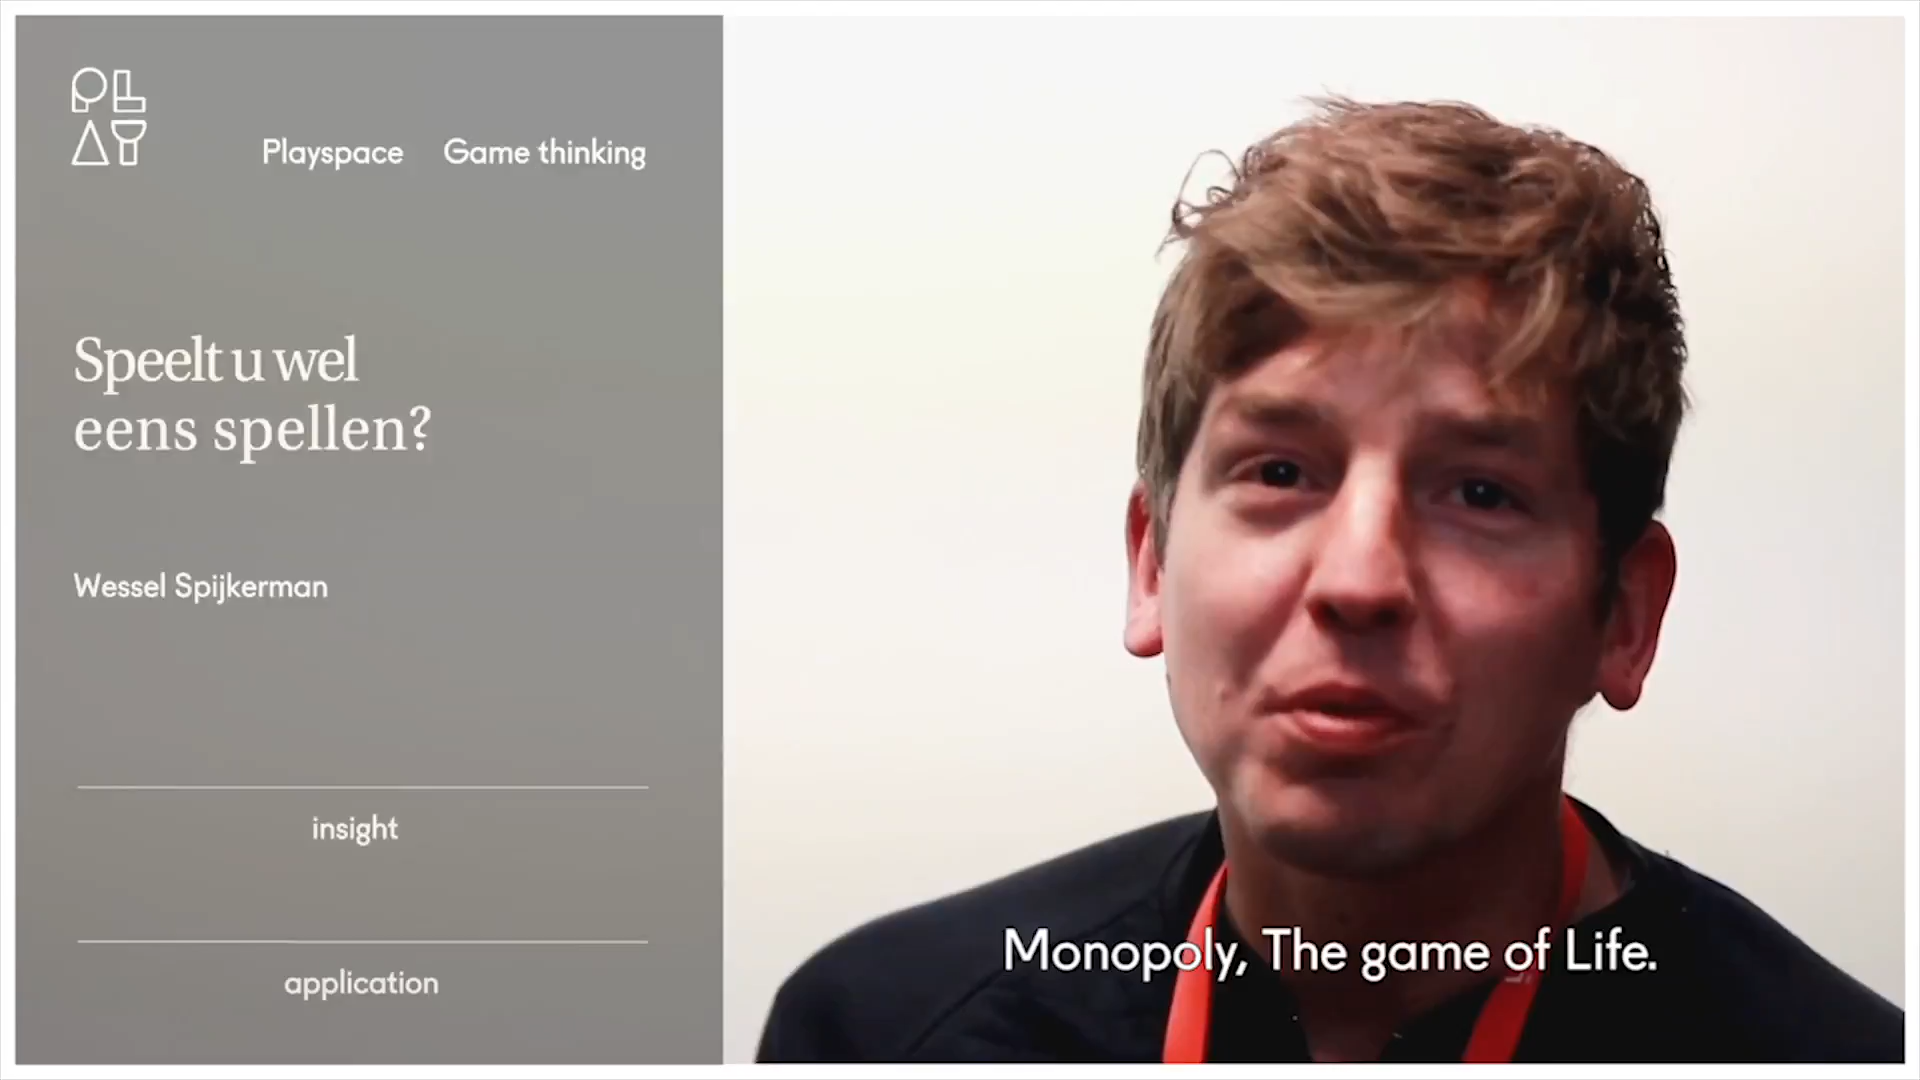 PL
AY
Playspace Game thinking
Speelt u wel
eens spellen?
Wessel Spijkerman
insight
application
Monopoly, The game of Life.